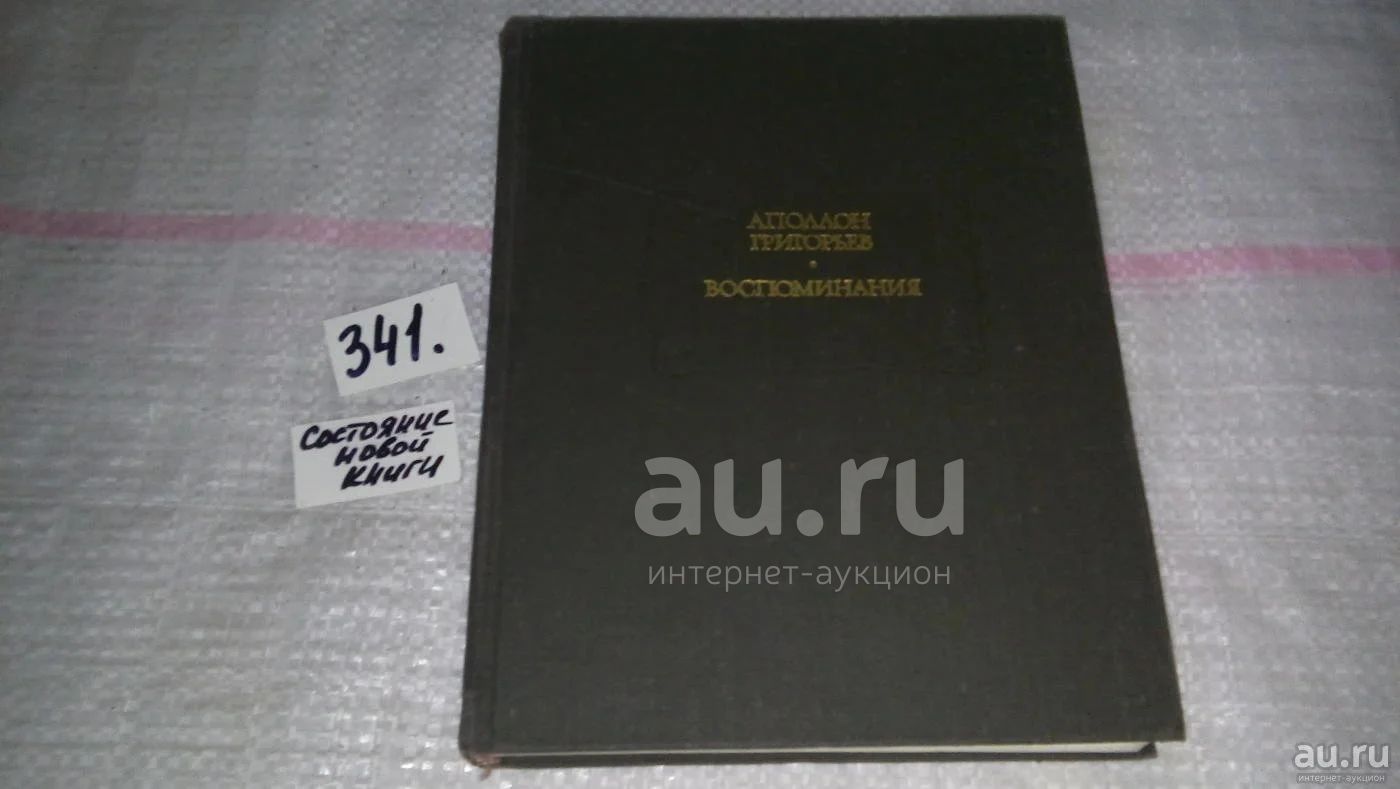 АПОЛЛОН
ГРИГОРЬЕВ
ВОСПОМИНАНИЯ
341.
Состояние
новой
книги
au.ru
интернет-аукцион
au.ru
интернет-аукцион